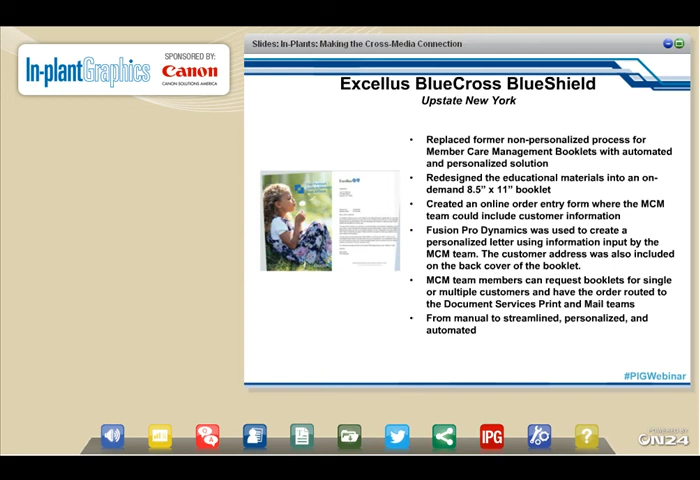 Slides: In-Plants: Making the Cross-Media Connection
In-plantGraphics
SPONSORED BY:
Canon
CANON SOLUTIONS AMERICA
Excellus BlueCross BlueShield
Upstate New York
• Replaced former non-personalized process for
Member Care Management Booklets with automated
and personalized solution
• Redesigned the educational materials into an on-
demand 8.5” x 11” booklet
• Created an online order entry form where the MCM
team could include customer information
• Fusion Pro Dynamics was used to create a
personalized letter using information input by the
MCM team. The customer address was also included
on the back cover of the booklet.
• MCM team members can request booklets for single
or multiple customers and have the order routed to
the Document Services Print and Mail teams
• From manual to streamlined, personalized, and
automated
Excellus
#PIGWebinar
Q
A
IPG
?
POWERED BY
ON24